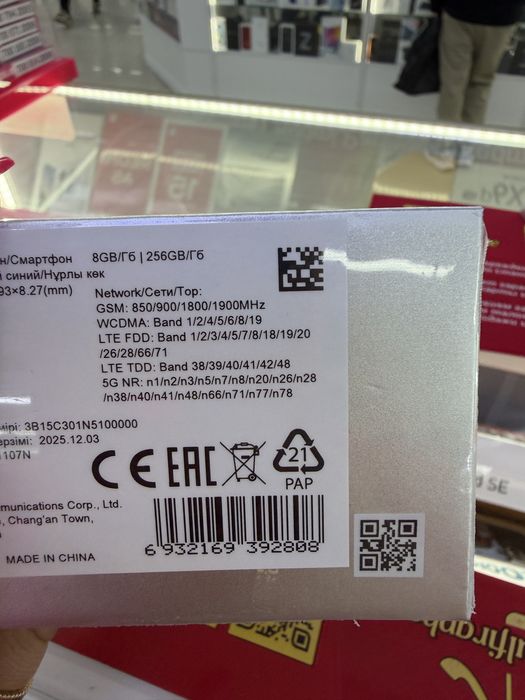 н/Смартфон 8GB/Гб | 256GB/Гб
й синий/Нұрлы көк
93×8.27(mm)
Network/Сети/Тор:
GSM: 850/900/1800/1900MHz
WCDMA: Band 1/2/4/5/6/8/19
LTE FDD: Band 1/2/3/4/5/7/8/18/19/20
/26/28/66/71
LTE TDD: Band 38/39/40/41/42/48
5G NR: n1/n2/n3/n5/n7/n8/n20/n26/n28
/n38/n40/n41/n48/n66/n71/n77/n78
мірі: 3B15C301N5100000
ерзімі: 2025.12.03
1107N
CE EAC
21
PAP
munications Corp., Ltd.
, Chang'an Town,
MADE IN CHINA
6 932169 392808